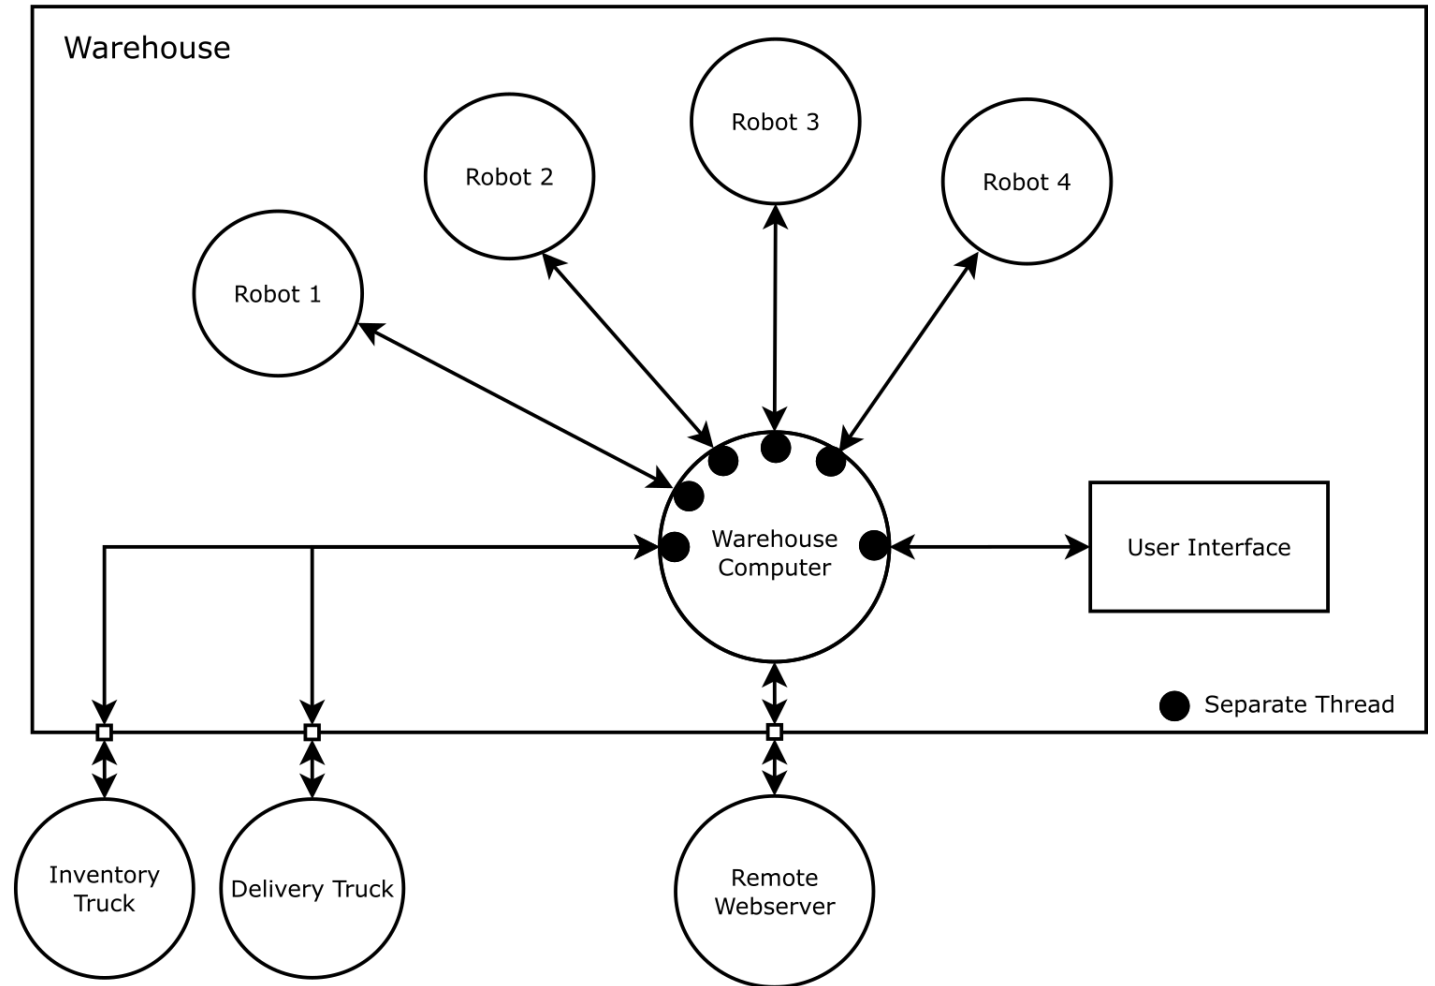 Warehouse
Robot 3
Robot 2
Robot 4
Robot 1
Warehouse
Computer
User Interface
Separate Thread
Inventory
Truck
Delivery Truck
Remote
Webserver